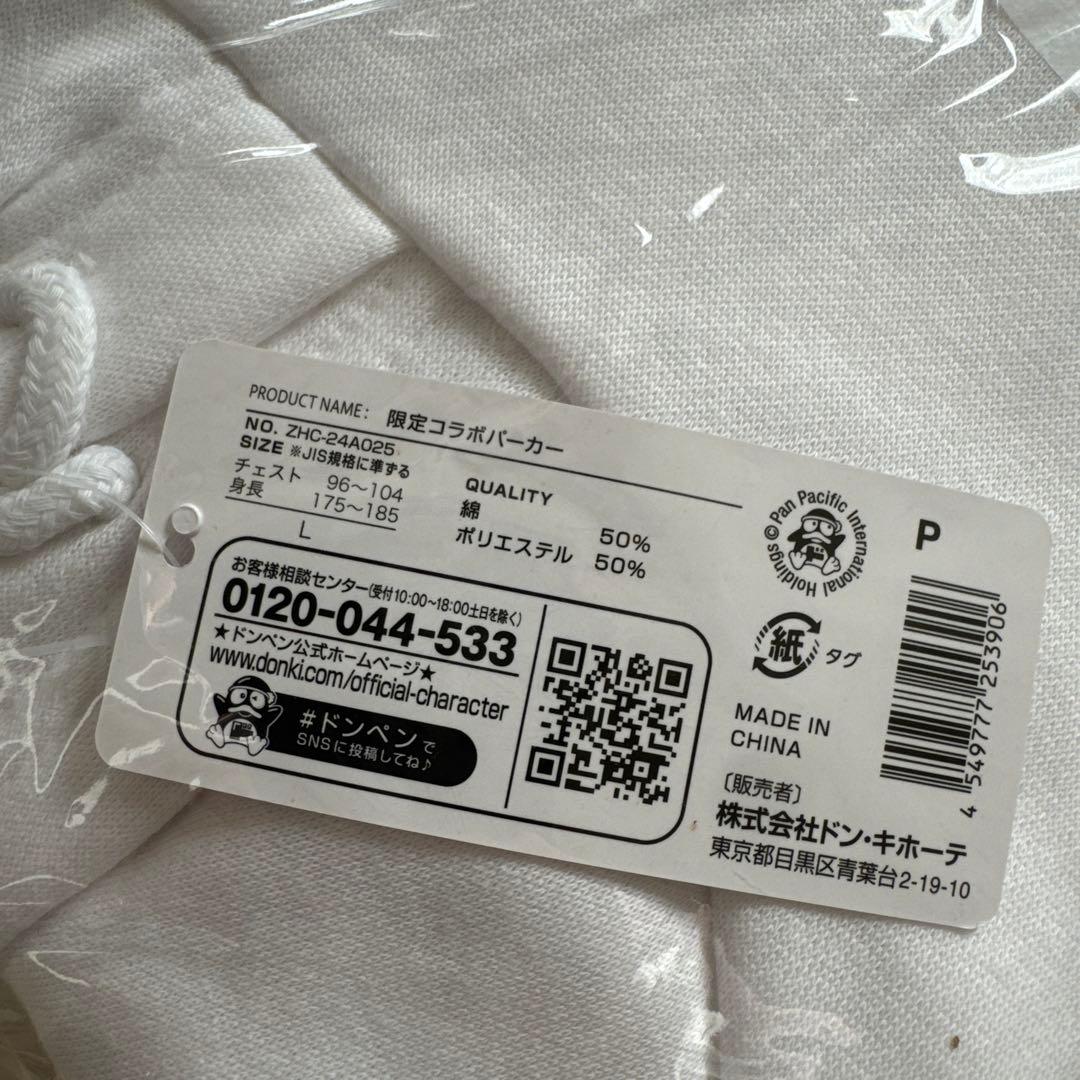 PRODUCT NAME: 限定コラボパーカー
NO. ZHC-24A025
SIZE ※JIS規格に準ずる
チェスト 96～104
身長 175～185
L
QUALITY
綿 50%
ポリエステル 50%
お客様相談センター(受付10:00～18:00土日を除く)
0120-044-533
★ドンペン公式ホームページ★
www.donki.com/official-character
ド
#ドンペンで
SNSに投稿してね♪
©Pan Pacific International Holdings
ド
紙 タグ
MADE IN
CHINA
〔販売者〕
株式会社ドン・キホーテ
東京都目黒区青葉台2-19-10
P
4 549777 253906